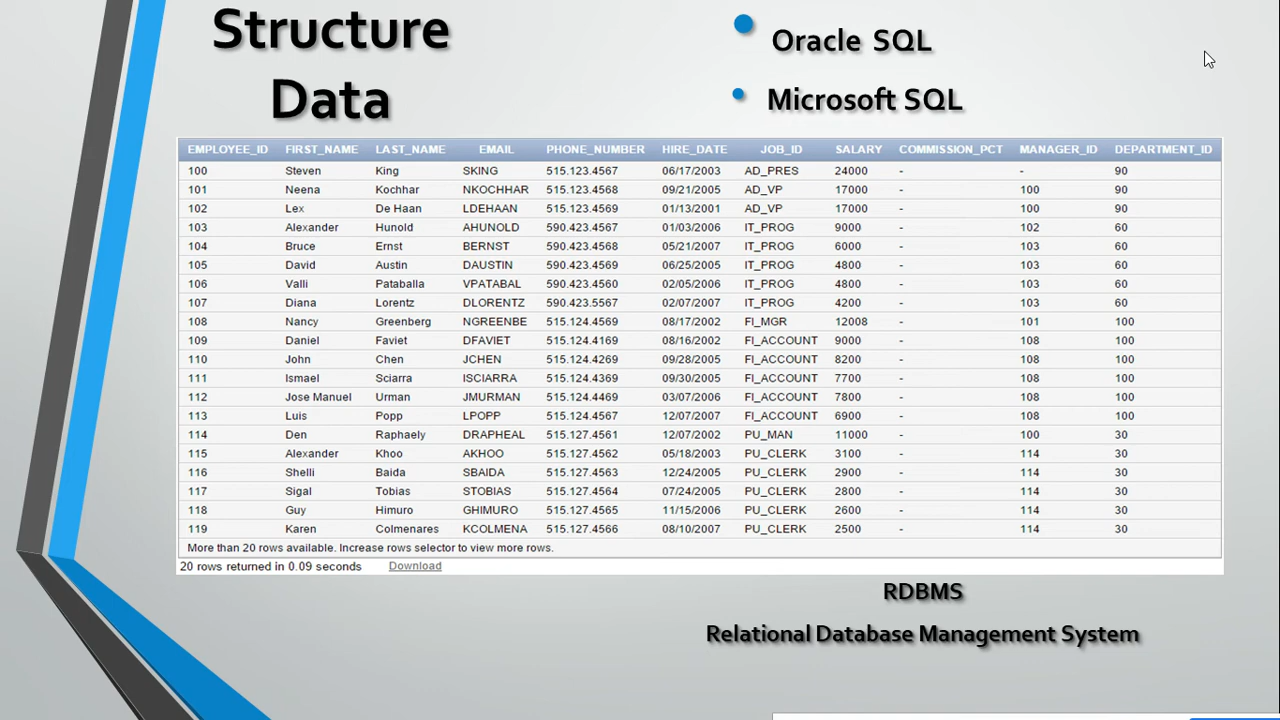 Structure
Data
Oracle SQL
Microsoft SQL
EMPLOYEE_ID FIRST_NAME LAST_NAME EMAIL PHONE_NUMBER HIRE_DATE JOB_ID SALARY COMMISSION_PCT MANAGER_ID DEPARTMENT_ID
100 Steven King SKING 515.123.4567 06/17/2003 AD_PRES 24000 - - 90
101 Neena Kochhar NKOCHHAR 515.123.4568 09/21/2005 AD_VP 17000 - 100 90
102 Lex De Haan LDEHAAN 515.123.4569 01/13/2001 AD_VP 17000 - 100 90
103 Alexander Hunold AHUNOLD 590.423.4567 01/03/2006 IT_PROG 9000 - 102 60
104 Bruce Ernst BERNST 590.423.4568 05/21/2007 IT_PROG 6000 - 103 60
105 David Austin DAUSTIN 590.423.4569 06/25/2005 IT_PROG 4800 - 103 60
106 Valli Pataballa VPATABAL 590.423.4560 02/05/2006 IT_PROG 4800 - 103 60
107 Diana Lorentz DLORENTZ 590.423.5567 02/07/2007 IT_PROG 4200 - 103 60
108 Nancy Greenberg NGREENBE 515.124.4569 08/17/2002 FI_MGR 12008 - 101 100
109 Daniel Faviet DFAVIET 515.124.4169 08/16/2002 FI_ACCOUNT 9000 - 108 100
110 John Chen JCHEN 515.124.4269 09/28/2005 FI_ACCOUNT 8200 - 108 100
111 Ismael Sciarra ISCIARRA 515.124.4369 09/30/2005 FI_ACCOUNT 7700 - 108 100
112 Jose Manuel Urman JMURMAN 515.124.4469 03/07/2006 FI_ACCOUNT 7800 - 108 100
113 Luis Popp LPOPP 515.124.4567 12/07/2007 FI_ACCOUNT 6900 - 108 100
114 Den Raphaely DRAPHEAL 515.127.4561 12/07/2002 PU_MAN 11000 - 100 30
115 Alexander Khoo AKHOO 515.127.4562 05/18/2003 PU_CLERK 3100 - 114 30
116 Shelli Baida SBAIDA 515.127.4563 12/24/2005 PU_CLERK 2900 - 114 30
117 Sigal Tobias STOBIAS 515.127.4564 07/24/2005 PU_CLERK 2800 - 114 30
118 Guy Himuro GHIMURO 515.127.4565 11/15/2006 PU_CLERK 2600 - 114 30
119 Karen Colmenares KCOLMENA 515.127.4566 08/10/2007 PU_CLERK 2500 - 114 30
More than 20 rows available. Increase rows selector to view more rows.
20 rows returned in 0.09 seconds Download
RDBMS
Relational Database Management System